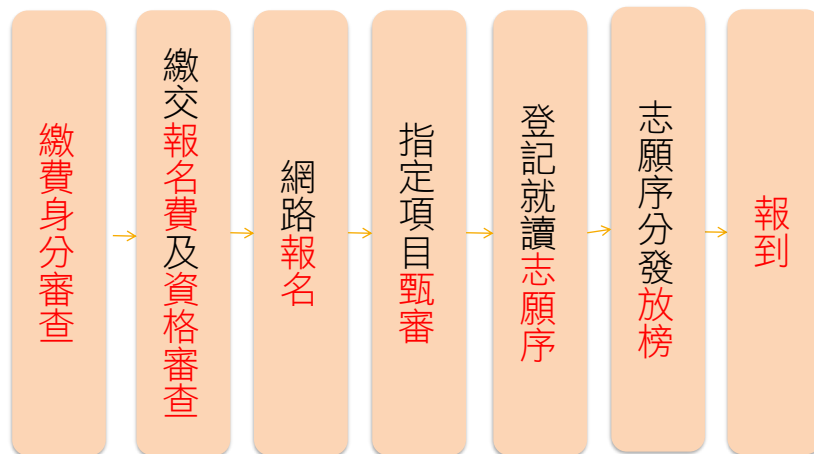 繳費身分審查
繳交報名費及資格審查
網路報名
指定項目甄審
登記就讀志願序
志願序分發放榜
報到